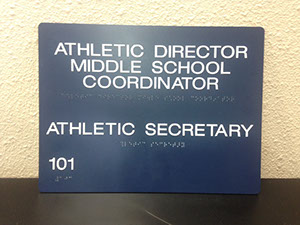 ATHLETIC DIRECTOR
MIDDLE SCHOOL
COORDINATOR
ATHLETIC SECRETARY
101